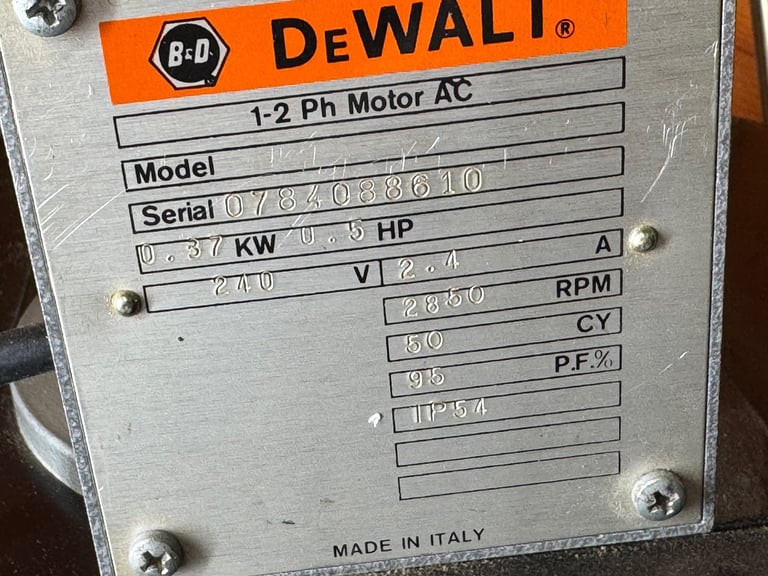 B&D DEWALT®
1-2 Ph Motor AC
Model
Serial 0784088610
0.37 KW 0.5 HP
240 V 2.4 A
2850 RPM
50 CY
95 P.F.%
IP54
MADE IN ITALY